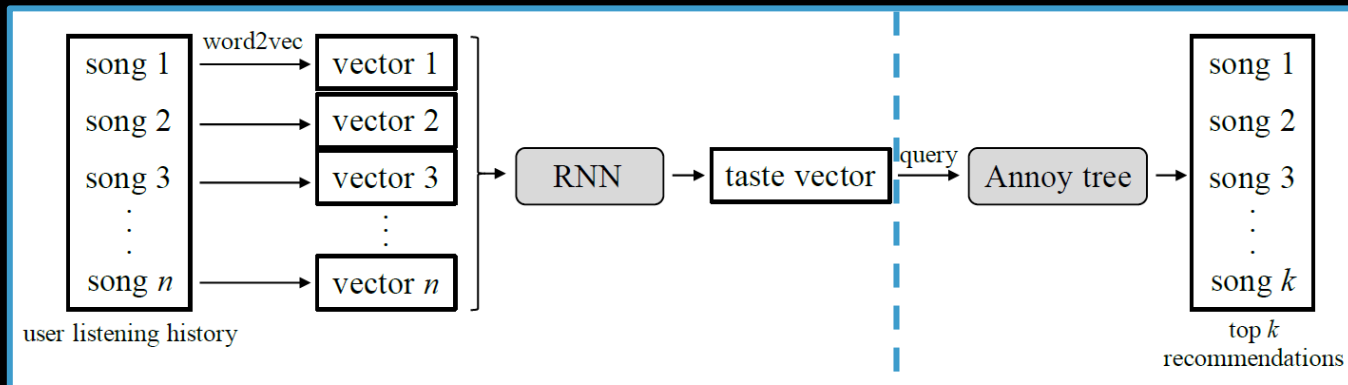 word2vec
song 1
song 2
song 3
.
.
.
song n
user listening history
vector 1
vector 2
vector 3
.
.
.
vector n
RNN
taste vector
query
Annoy tree
song 1
song 2
song 3
.
.
.
song k
top k
recommendations